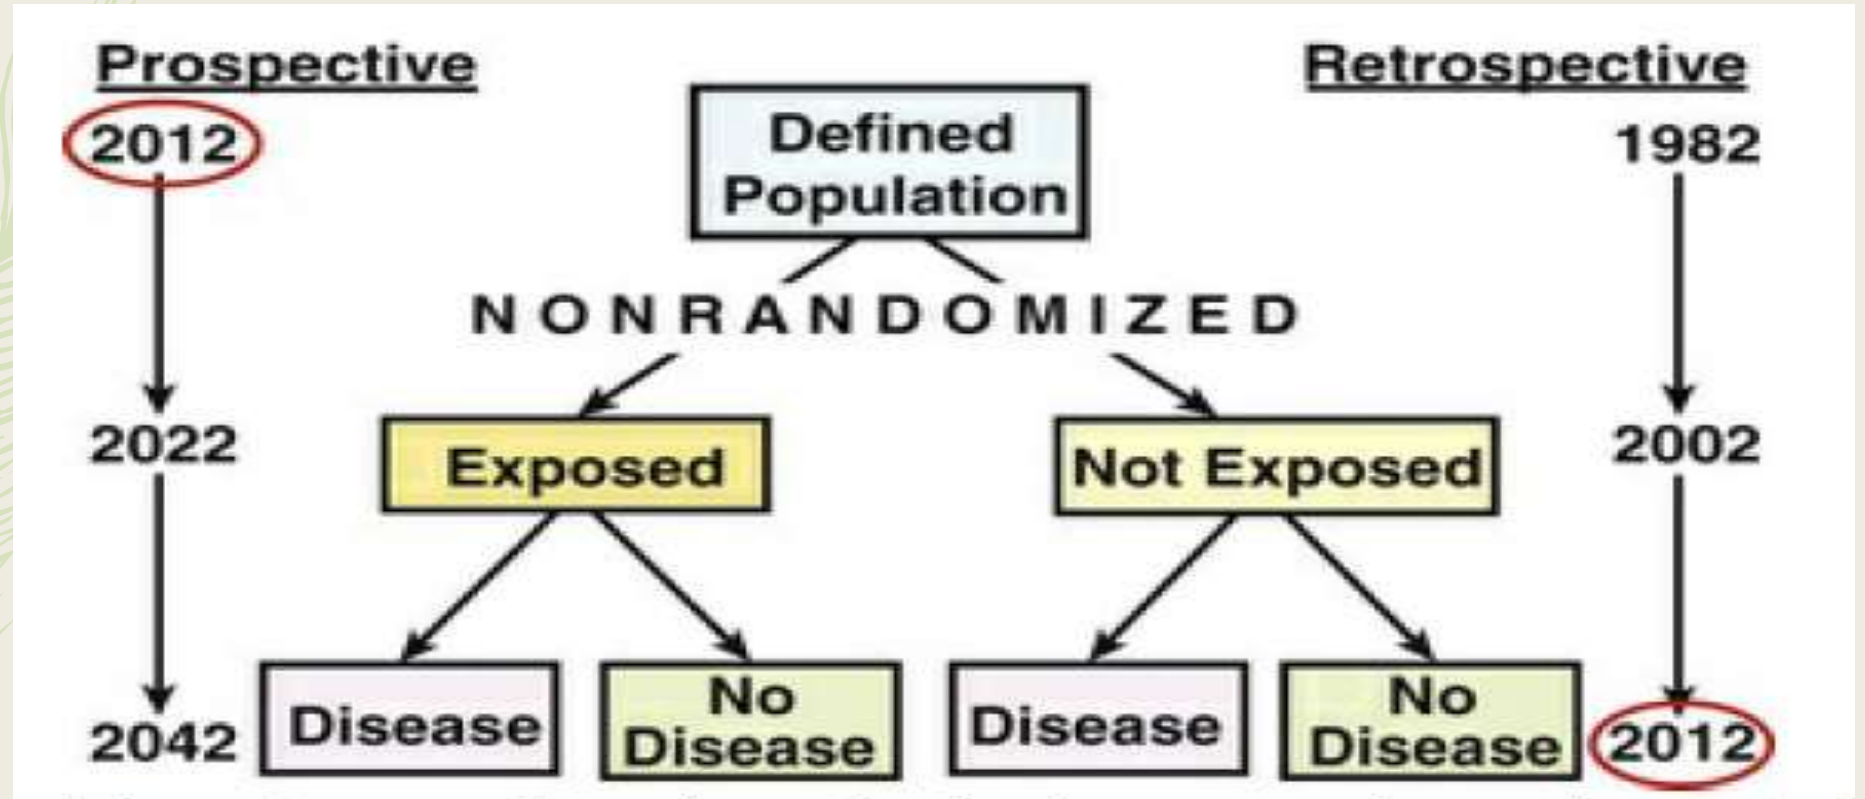 Prospective
Retrospective
2012
Defined
Population
1982
NONRANDOMIZED
2022
Exposed
Not Exposed
2002
2042
Disease
No
Disease
Disease
No
Disease
2012